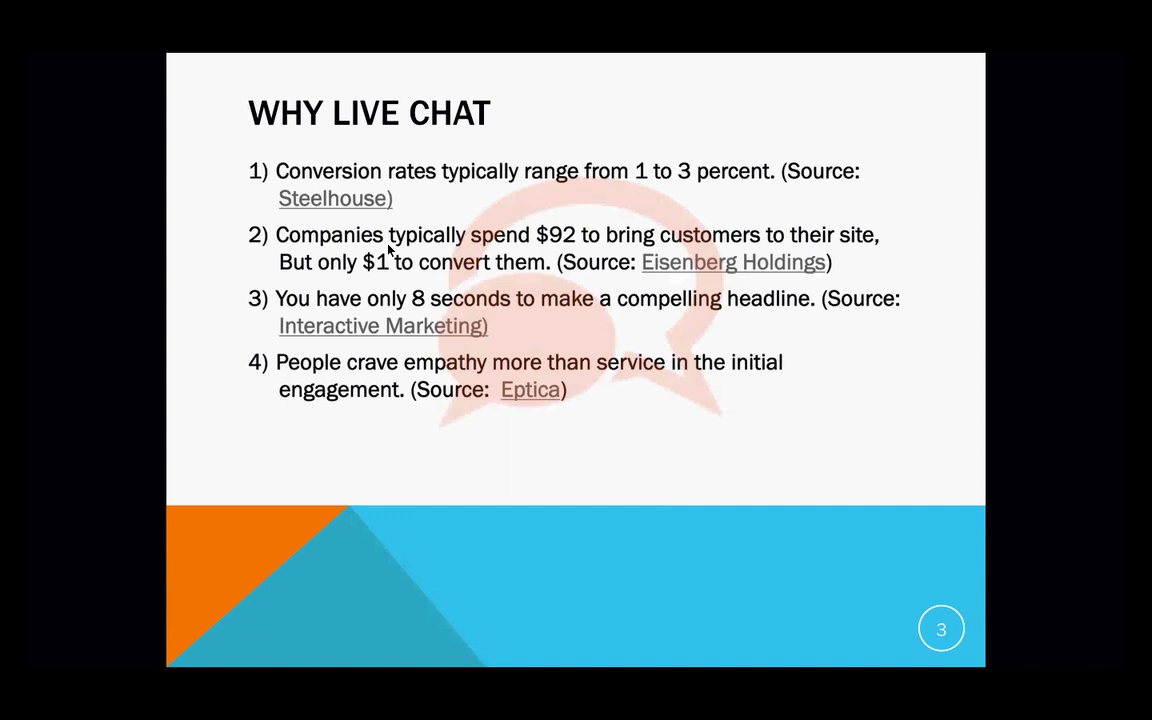 WHY LIVE CHAT
1) Conversion rates typically range from 1 to 3 percent. (Source:
Steelhouse)
2) Companies typically spend $92 to bring customers to their site,
But only $1 to convert them. (Source: Eisenberg Holdings)
3) You have only 8 seconds to make a compelling headline. (Source:
Interactive Marketing)
4) People crave empathy more than service in the initial
engagement. (Source:  Eptica)
3